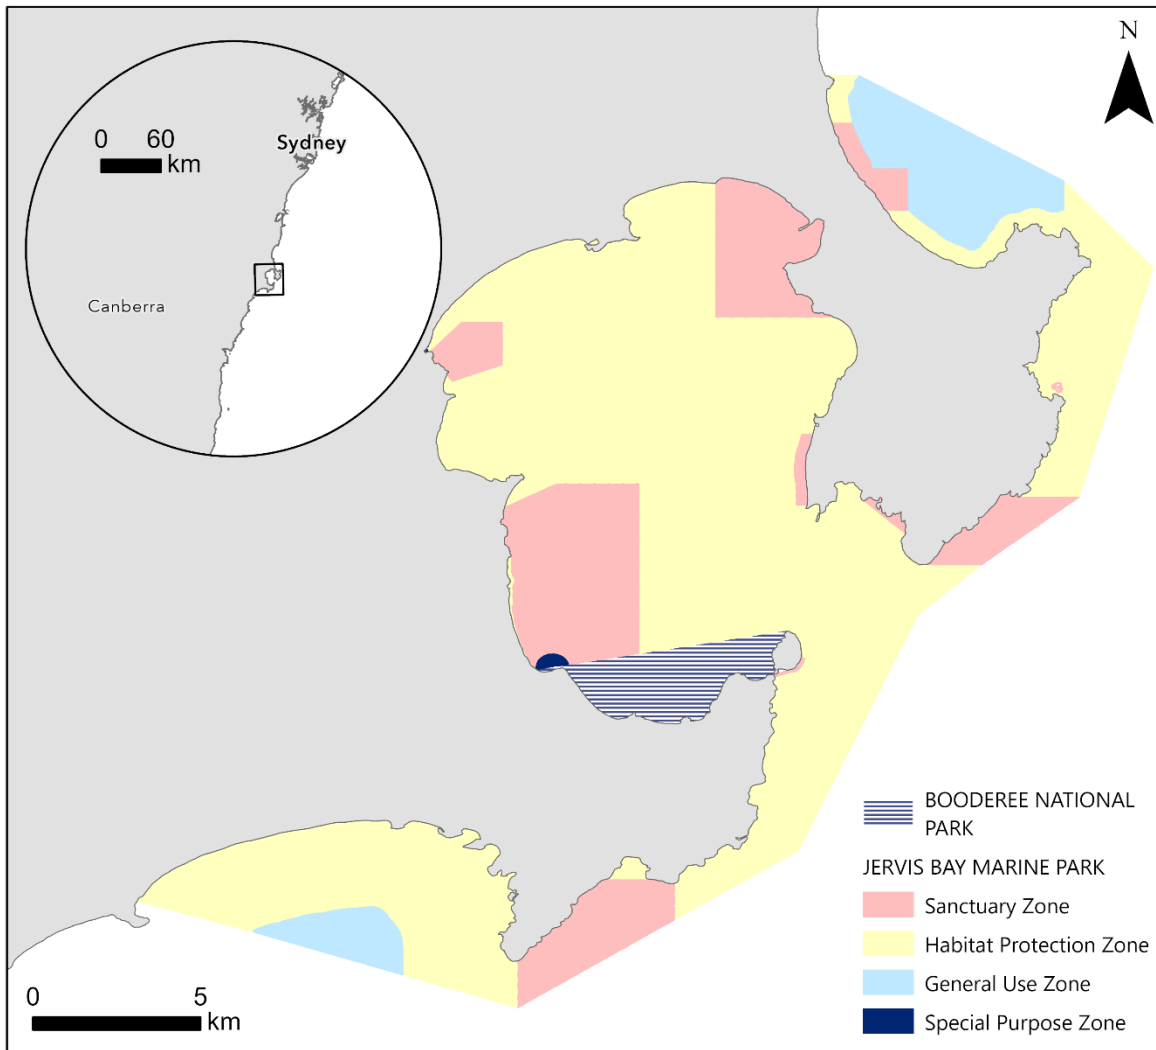 N
0 60
km
Sydney
Canberra
BOODEREE NATIONAL
PARK
JERVIS BAY MARINE PARK
Sanctuary Zone
Habitat Protection Zone
General Use Zone
Special Purpose Zone
0 5
km